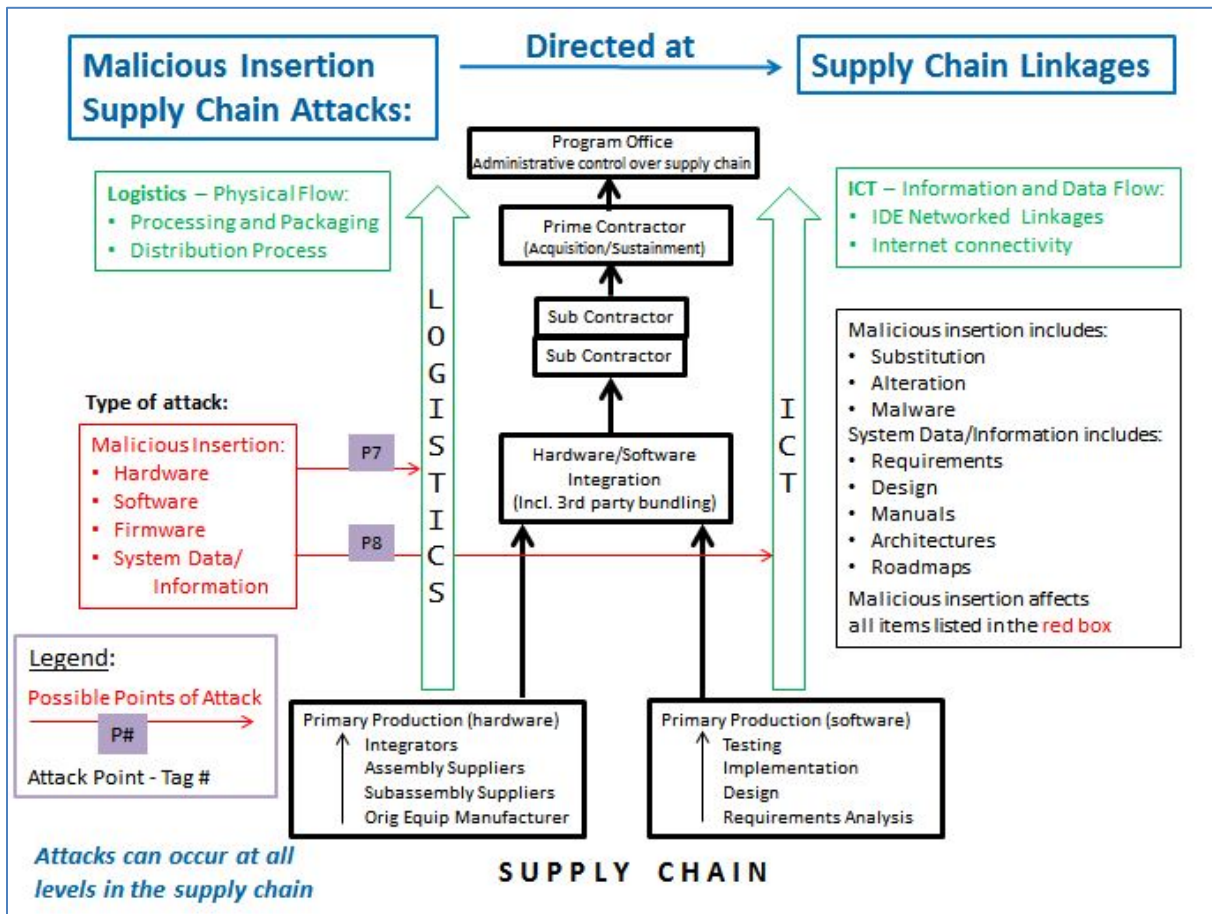 Malicious Insertion
Supply Chain Attacks:
Directed at
Supply Chain Linkages
Program Office
Administrative control over supply chain
Logistics – Physical Flow:
• Processing and Packaging
• Distribution Process
Prime Contractor
(Acquisition/Sustainment)
ICT – Information and Data Flow:
• IDE Networked Linkages
• Internet connectivity
LOGISTICS
ICT
Sub Contractor
Sub Contractor
Malicious insertion includes:
• Substitution
• Alteration
• Malware
System Data/Information includes:
• Requirements
• Design
• Manuals
• Architectures
• Roadmaps
Malicious insertion affects
all items listed in the red box
Type of attack:
Malicious Insertion:
• Hardware
• Software
• Firmware
• System Data/
Information
P7
P8
Hardware/Software
Integration
(Incl. 3rd party bundling)
Legend:
Possible Points of Attack
P#
Attack Point - Tag #
Primary Production (hardware)
Integrators
Assembly Suppliers
Subassembly Suppliers
Orig Equip Manufacturer
Primary Production (software)
Testing
Implementation
Design
Requirements Analysis
Attacks can occur at all
levels in the supply chain
SUPPLY CHAIN